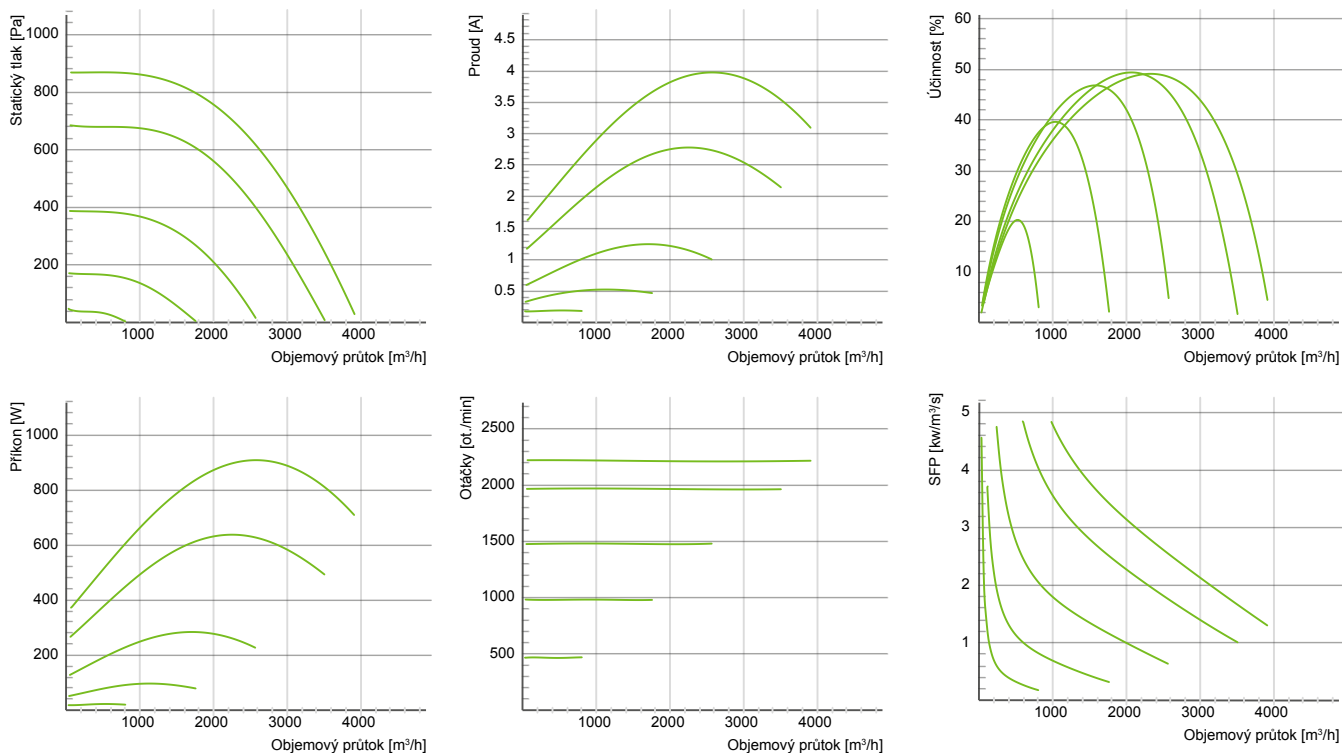 Statický tlak [Pa]
1000
800
600
400
200
1000 2000 3000 4000
Objemový průtok [m³/h]
Proud [A]
4.5
4
3.5
3
2.5
2
1.5
1
0.5
1000 2000 3000 4000
Objemový průtok [m³/h]
Účinnost [%]
60
50
40
30
20
10
1000 2000 3000 4000
Objemový průtok [m³/h]
Příkon [W]
1000
800
600
400
200
1000 2000 3000 4000
Objemový průtok [m³/h]
Otáčky [ot./min]
2500
2000
1500
1000
500
1000 2000 3000 4000
Objemový průtok [m³/h]
SFP [kw/m³/s]
5
4
3
2
1
1000 2000 3000 4000
Objemový průtok [m³/h]